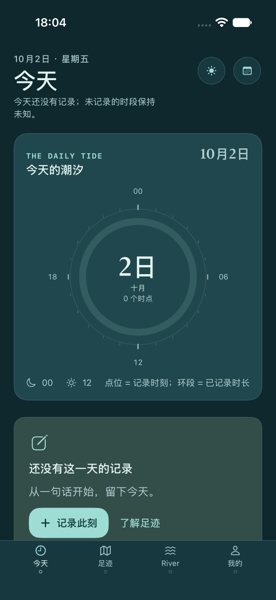 18:04
10月2日 · 星期五
今天
今天还没有记录；未记录的时段保持
未知。
THE DAILY TIDE
10月2日
今天的潮汐
00
18
06
2日
十月
0 个时点
12
00
12
点位 = 记录时刻；环段 = 已记录时长
还没有这一天的记录
从一句话开始，留下今天。
+ 记录此刻
了解足迹
今天
足迹
River
我的